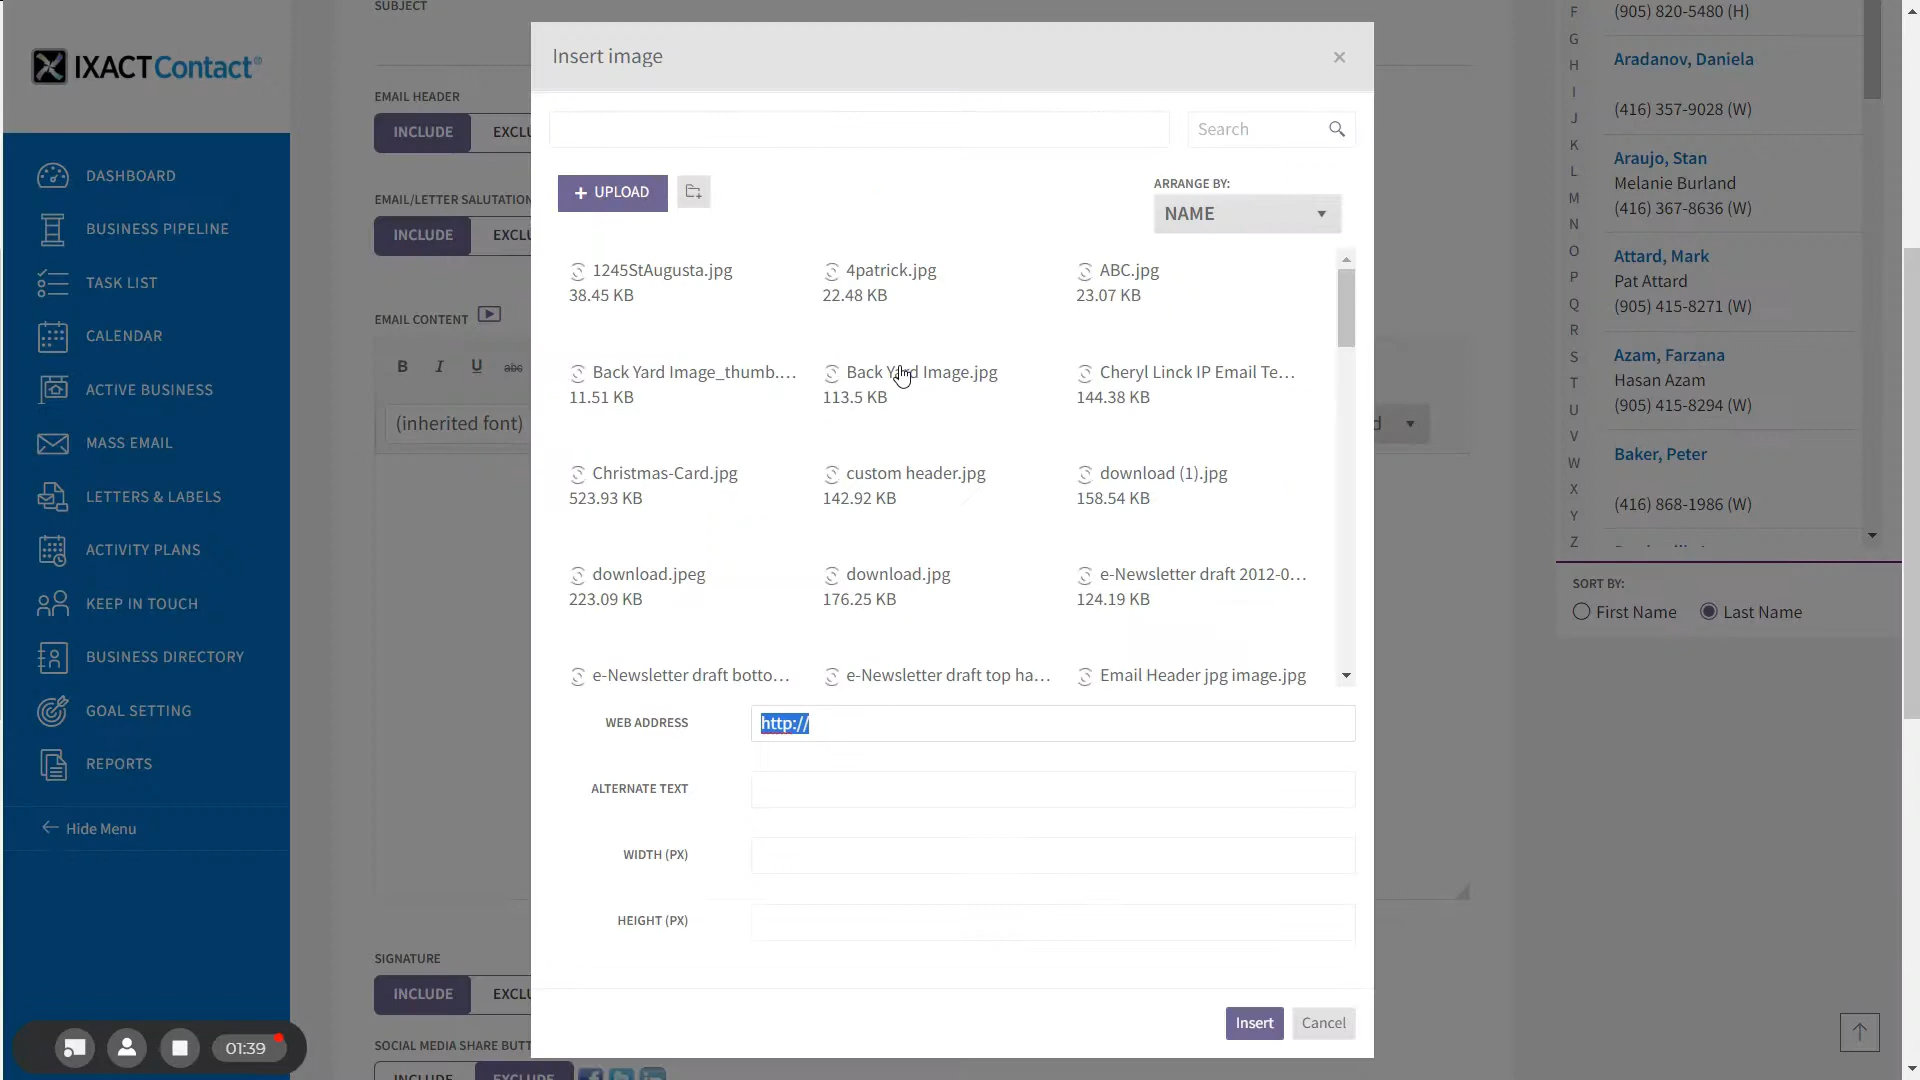 SUBJECT
IXACTContact®
EMAIL HEADER
INCLUDE
EXCLU
EMAIL/LETTER SALUTATION
INCLUDE
EXCLU
EMAIL CONTENT
B I U abc
(inherited font)
SIGNATURE
INCLUDE
EXCLU
SOCIAL MEDIA SHARE BUTT
INCLUDE
EXCLUDE
DASHBOARD
BUSINESS PIPELINE
TASK LIST
CALENDAR
ACTIVE BUSINESS
MASS EMAIL
LETTERS & LABELS
ACTIVITY PLANS
KEEP IN TOUCH
BUSINESS DIRECTORY
GOAL SETTING
REPORTS
Hide Menu
01:39
Insert image
Search
+ UPLOAD
ARRANGE BY:
NAME
1245StAugusta.jpg
38.45 KB
4patrick.jpg
22.48 KB
ABC.jpg
23.07 KB
Back Yard Image_thumb....
11.51 KB
Back Yard Image.jpg
113.5 KB
Cheryl Linck IP Email Te...
144.38 KB
Christmas-Card.jpg
523.93 KB
custom header.jpg
142.92 KB
download (1).jpg
158.54 KB
download.jpeg
223.09 KB
download.jpg
176.25 KB
e-Newsletter draft 2012-0...
124.19 KB
e-Newsletter draft botto...
e-Newsletter draft top ha...
Email Header jpg image.jpg
WEB ADDRESS
http://
ALTERNATE TEXT
WIDTH (PX)
HEIGHT (PX)
Insert
Cancel
d
F
G
H
I
J
K
L
M
N
O
P
Q
R
S
T
U
V
W
X
Y
Z
(905) 820-5480 (H)
Aradanov, Daniela
(416) 357-9028 (W)
Araujo, Stan
Melanie Burland
(416) 367-8636 (W)
Attard, Mark
Pat Attard
(905) 415-8271 (W)
Azam, Farzana
Hasan Azam
(905) 415-8294 (W)
Baker, Peter
(416) 868-1986 (W)
SORT BY:
First Name
Last Name